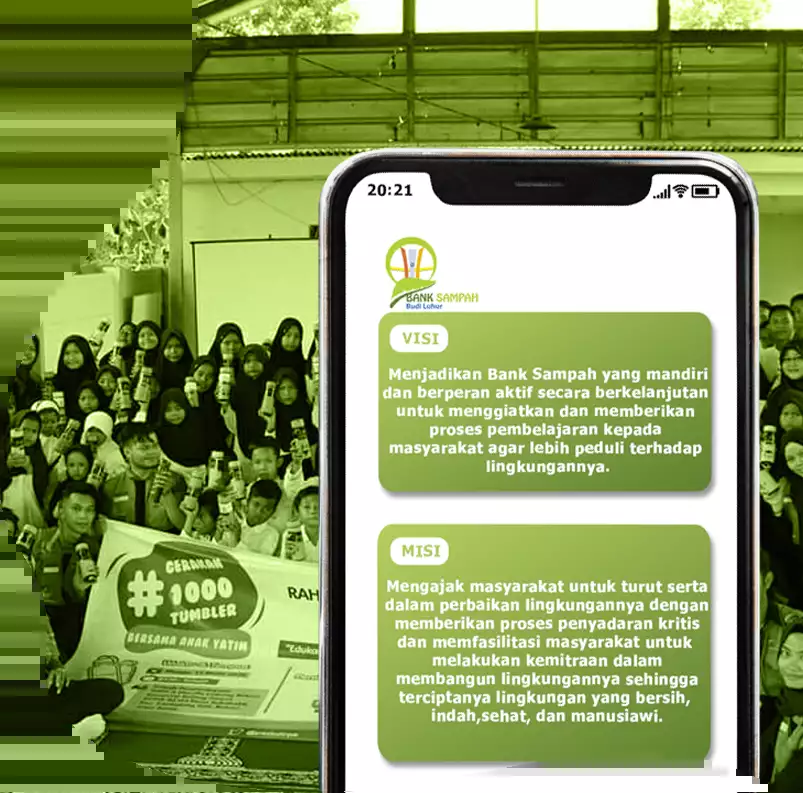 20:21
BANK SAMPAH
Budi Luhur
VISI
Menjadikan Bank Sampah yang mandiri
dan berperan aktif secara berkelanjutan
untuk menggiatkan dan memberikan
proses pembelajaran kepada
masyarakat agar lebih peduli terhadap
lingkungannya.
MISI
Mengajak masyarakat untuk turut serta
dalam perbaikan lingkungannya dengan
memberikan proses penyadaran kritis
dan memfasilitasi masyarakat untuk
melakukan kemitraan dalam
membangun lingkungannya sehingga
terciptanya lingkungan yang bersih,
indah,sehat, dan manusiawi.
GERAKAN
#1000
TUMBLER
BERSAMA ANAK YATIM
RAH
"Eduka